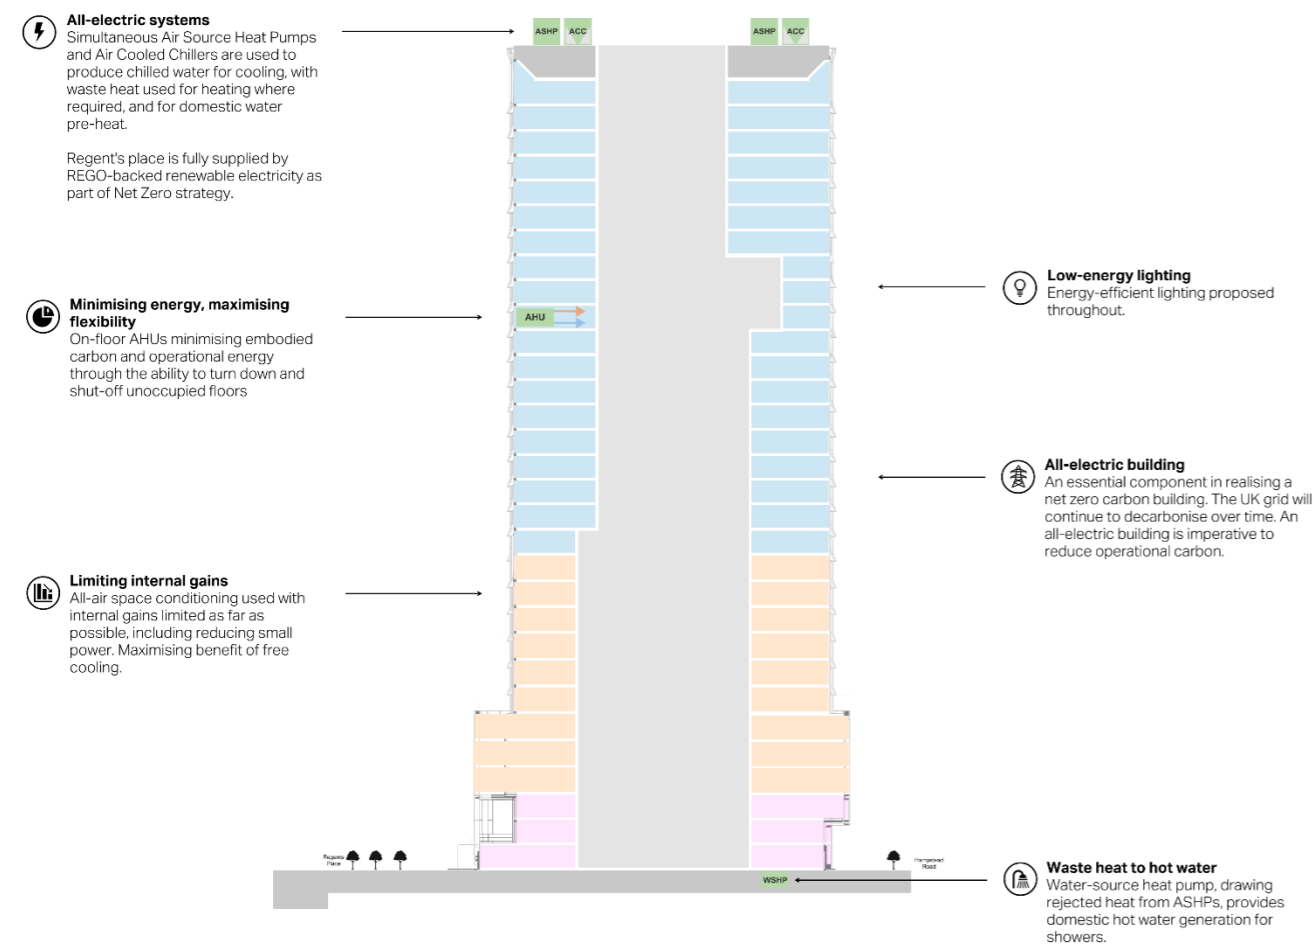 All-electric systems
Simultaneous Air Source Heat Pumps
and Air Cooled Chillers are used to
produce chilled water for cooling, with
waste heat used for heating where
required, and for domestic water
pre-heat.
Regent's place is fully supplied by
REGO-backed renewable electricity as
part of Net Zero strategy.
ASHP ACC
ASHP ACC
Minimising energy, maximising
flexibility
On-floor AHUs minimising embodied
carbon and operational energy
through the ability to turn down and
shut-off unoccupied floors
AHU
Low-energy lighting
Energy-efficient lighting proposed
throughout.
All-electric building
An essential component in realising a
net zero carbon building. The UK grid will
continue to decarbonise over time. An
all-electric building is imperative to
reduce operational carbon.
Limiting internal gains
All-air space conditioning used with
internal gains limited as far as
possible, including reducing small
power. Maximising benefit of free
cooling.
Regents
Place
Hampstead
Road
WSHP
Waste heat to hot water
Water-source heat pump, drawing
rejected heat from ASHPs, provides
domestic hot water generation for
showers.